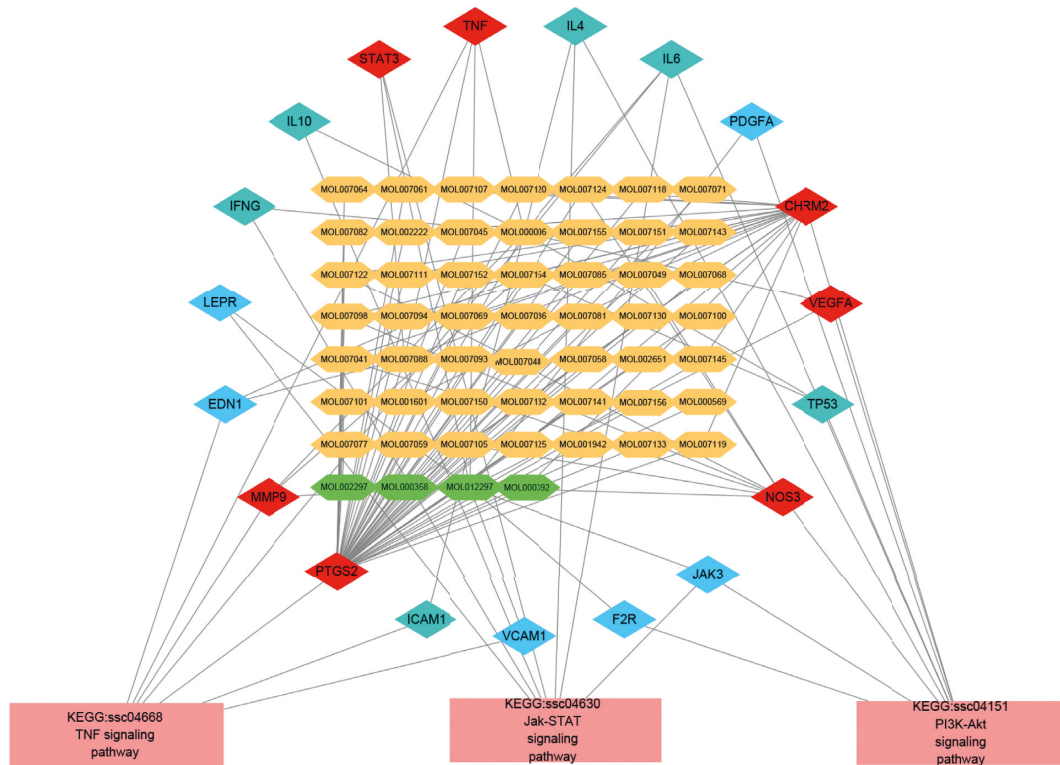 TNF
IL4
STAT3
IL6
IL10
PDGFA
MOL007064 MOL007061 MOL007107 MOL007120 MOL007124 MOL007118 MOL007071
IFNG
CHRM2
MOL007082 MOL002222 MOL007045 MOL000006 MOL007155 MOL007151 MOL007143
MOL007122 MOL007111 MOL007152 MOL007154 MOL007085 MOL007049 MOL007068
LEPR
VEGFA
MOL007098 MOL007094 MOL007069 MOL007036 MOL007081 MOL007130 MOL007100
MOL007041 MOL007088 MOL007093 MOL007048 MOL007058 MOL002651 MOL007145
EDN1
TP53
MOL007101 MOL001601 MOL007150 MOL007132 MOL007141 MOL007156 MOL000569
MOL007077 MOL007059 MOL007105 MOL007125 MOL001942 MOL007133 MOL007119
MOL002297 MOL000358 MOL012297 MOL000392
MMP9
NOS3
PTGS2
JAK3
ICAM1
F2R
VCAM1
KEGG:ssc04668
TNF signaling
pathway
KEGG:ssc04630
Jak-STAT
signaling
pathway
KEGG:ssc04151
PI3K-Akt
signaling
pathway